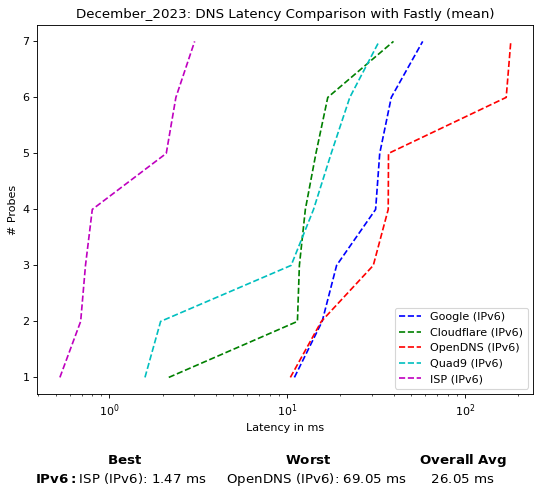 December_2023: DNS Latency Comparison with Fastly (mean)
7
6
5
4
3
2
1
# Probes
Google (IPv6)
Cloudflare (IPv6)
OpenDNS (IPv6)
Quad9 (IPv6)
ISP (IPv6)
10⁰ 10¹ 10²
Latency in ms
Best Worst Overall Avg
IPv6: ISP (IPv6): 1.47 ms OpenDNS (IPv6): 69.05 ms 26.05 ms